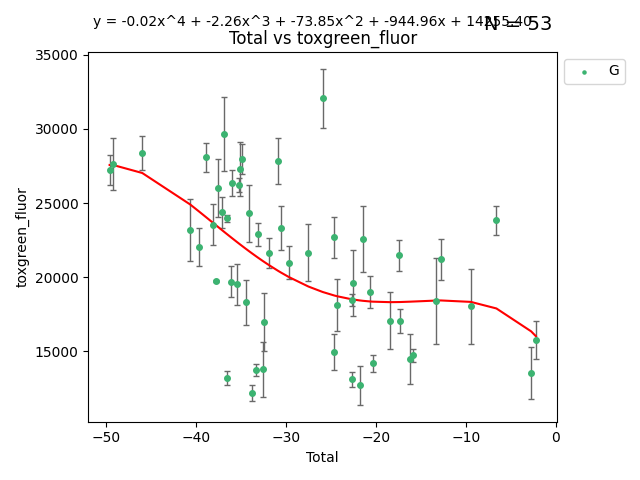 y = -0.02x^4 + -2.26x^3 + -73.85x^2 + -944.96x + 14255.40
N = 53
Total vs toxgreen_fluor
G
35000
30000
25000
20000
15000
toxgreen_fluor
−50
−40
−30
−20
−10
0
Total